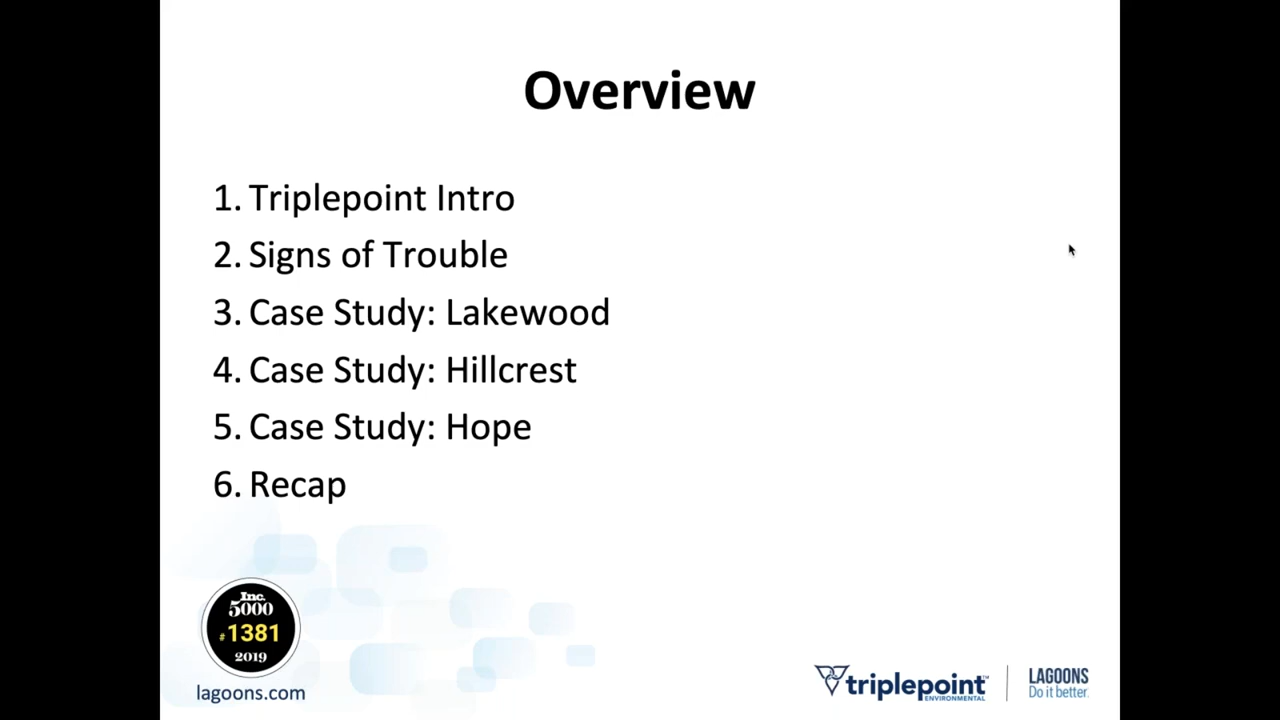 Overview
1. Triplepoint Intro
2. Signs of Trouble
3. Case Study: Lakewood
4. Case Study: Hillcrest
5. Case Study: Hope
6. Recap
Inc.
5000
#1381
2019
lagoons.com
triplepoint™
ENVIRONMENTAL
LAGOONS
Do it better.